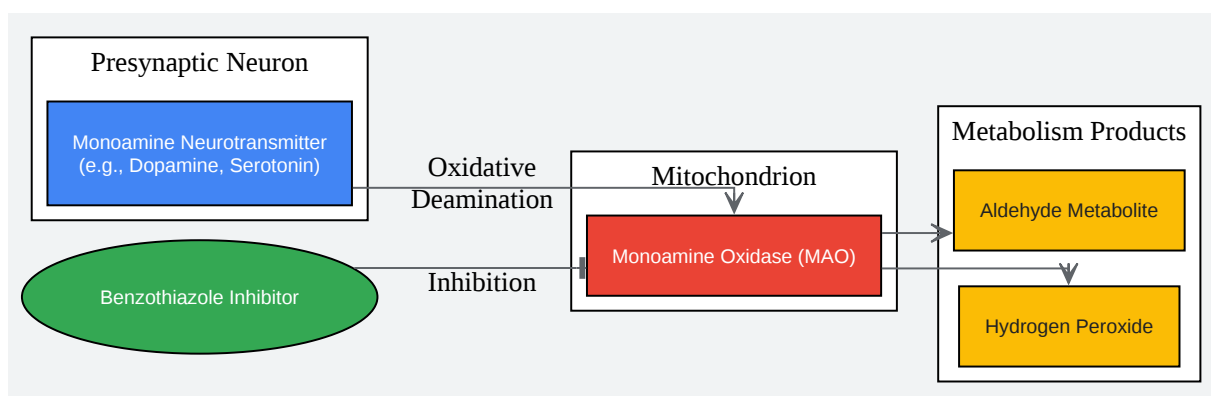 Presynaptic Neuron
Monoamine Neurotransmitter
(e.g., Dopamine, Serotonin)
Benzothiazole Inhibitor
Oxidative
Deamination
Inhibition
Mitochondrion
Monoamine Oxidase (MAO)
Metabolism Products
Aldehyde Metabolite
Hydrogen Peroxide